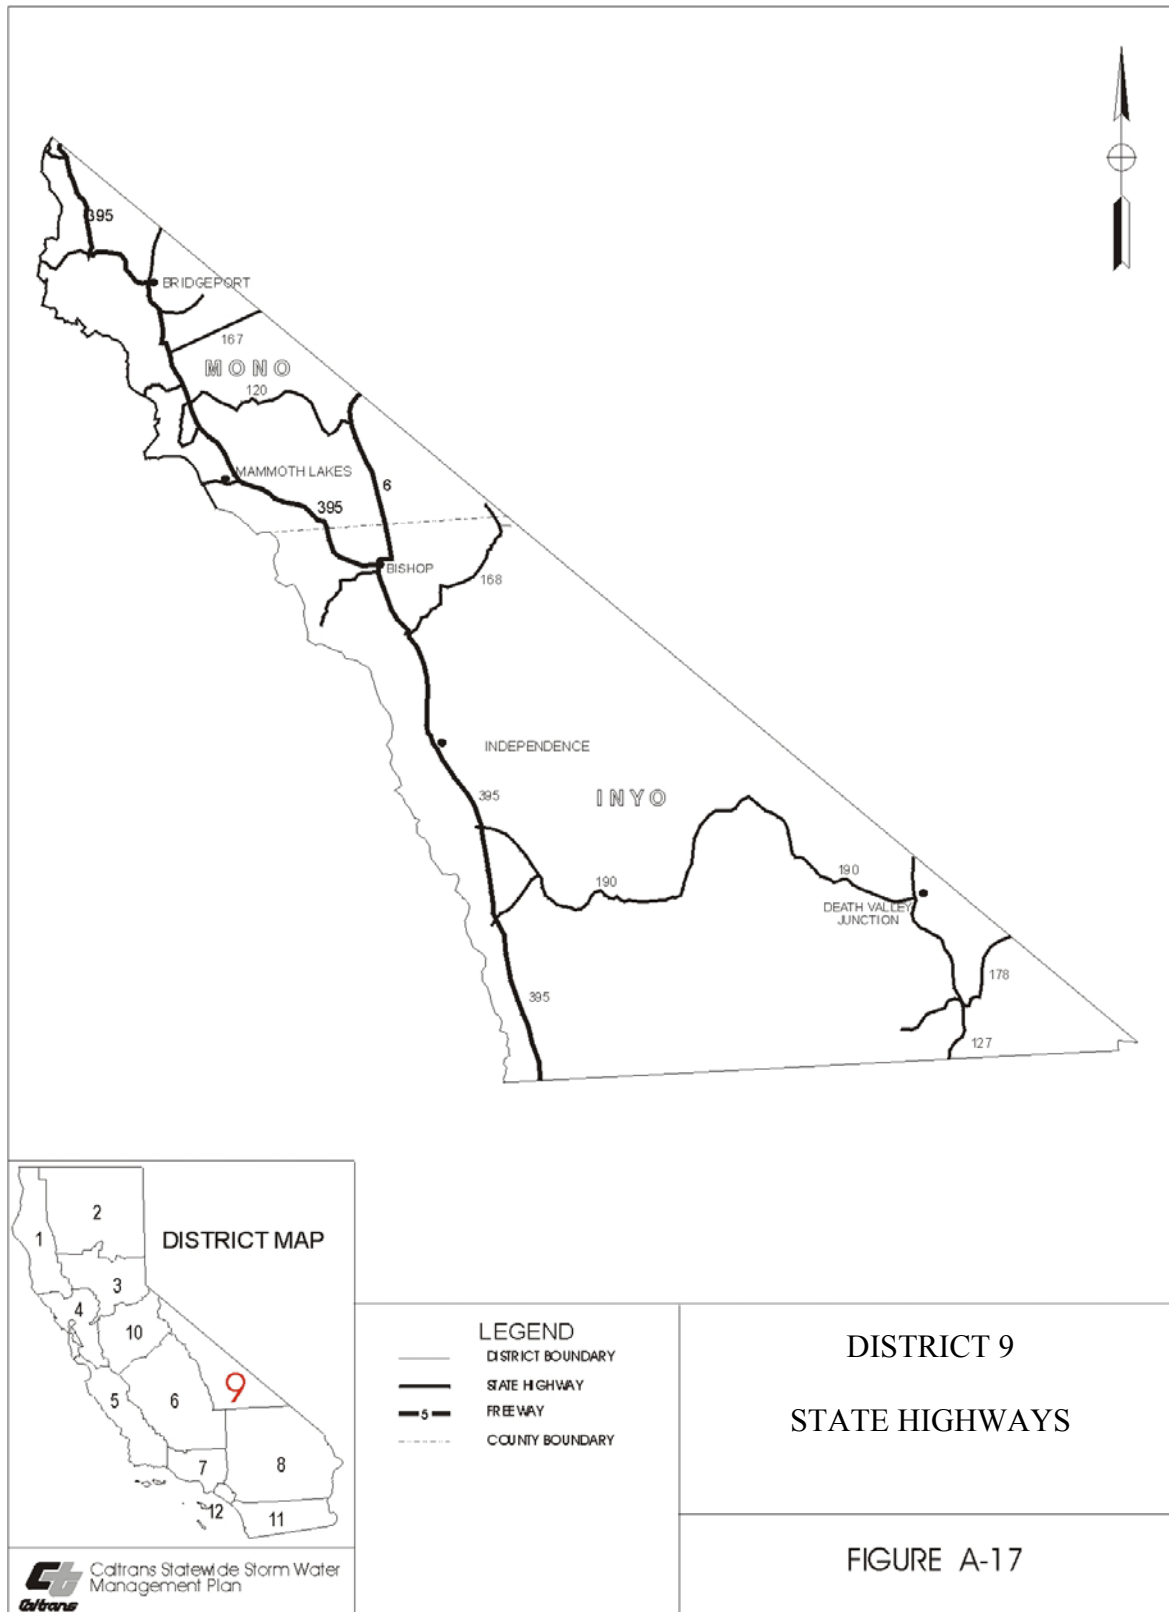 395
BRIDGEPORT
167
MONO
120
MAMMOTH LAKES
6
395
BISHOP
168
INDEPENDENCE
395
INYO
190
190
DEATH VALLEY
JUNCTION
178
395
127
DISTRICT MAP
1
2
3
4
10
5
6
9
7
8
12
11
Caltrans Statewide Storm Water
Management Plan
Caltrans
LEGEND
DISTRICT BOUNDARY
STATE HIGHWAY
5 FREEWAY
COUNTY BOUNDARY
DISTRICT 9
STATE HIGHWAYS
FIGURE A-17